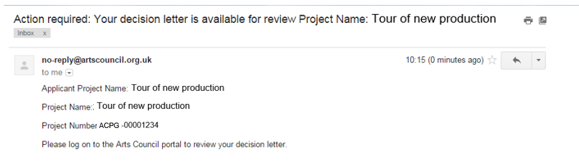 Action required: Your decision letter is available for review Project Name: Tour of new production
Inbox x
no-reply@artscouncil.org.uk 10:15 (0 minutes ago)
to me
Applicant Project Name: Tour of new production
Project Name:. Tour of new production
Project Number ACPG -00001234
Please log on to the Arts Council portal to review your decision letter.